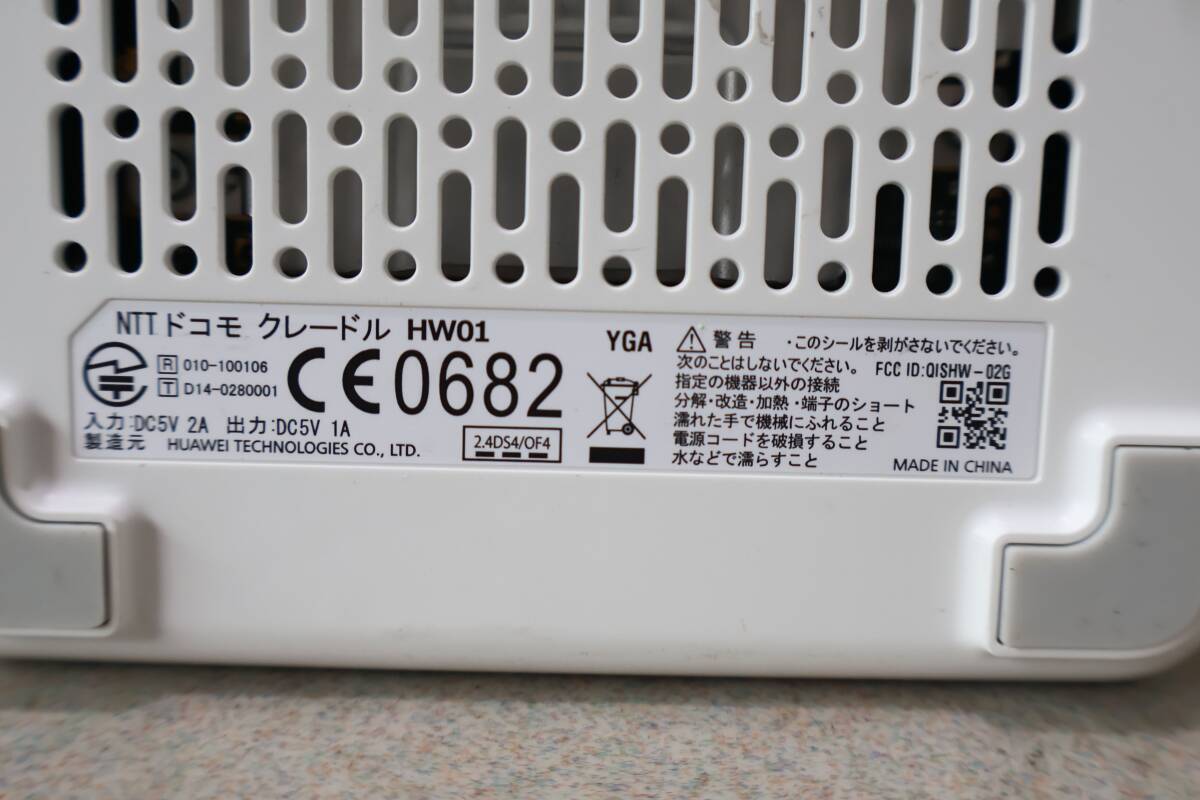 NTTドコモ クレードル HW01
R 010-100106
T D14-0280001
CE0682
入力:DC5V 2A 出力:DC5V 1A
製造元 HUAWEI TECHNOLOGIES CO., LTD.
2.4DS4/OF4
YGA
警告 ・このシールを剥がさないでください。
次のことはしないでください。 FCC ID:QISHW-02G
指定の機器以外の接続
分解・改造・加熱・端子のショート
濡れた手で機械にふれること
電源コードを破損すること
水などで濡らすこと
MADE IN CHINA